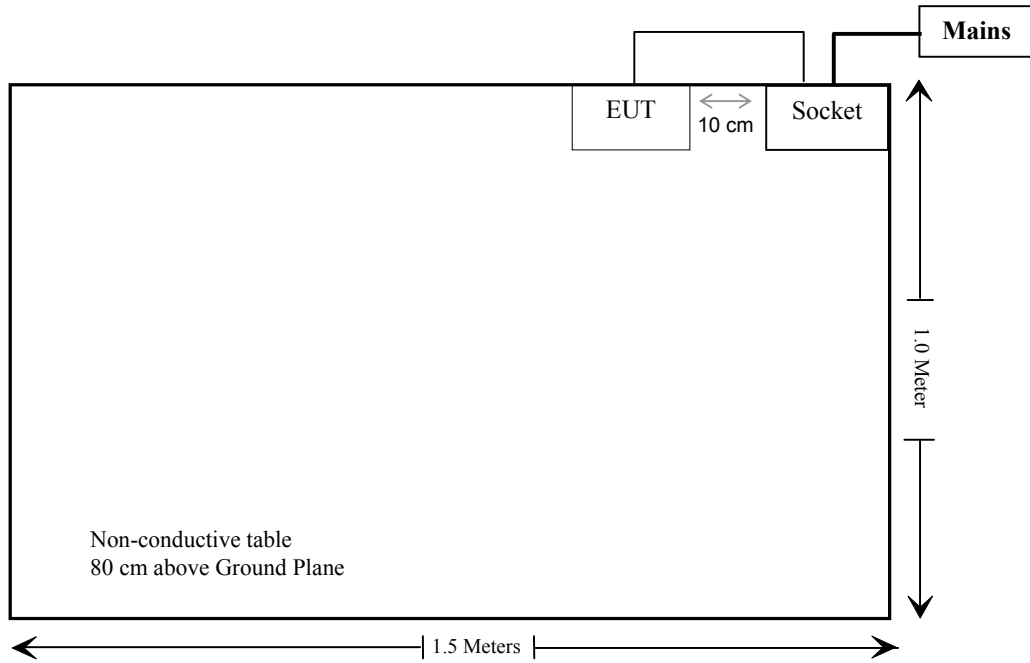 Mains
EUT
Socket
10 cm
1.0 Meter
Non-conductive table
80 cm above Ground Plane
1.5 Meters